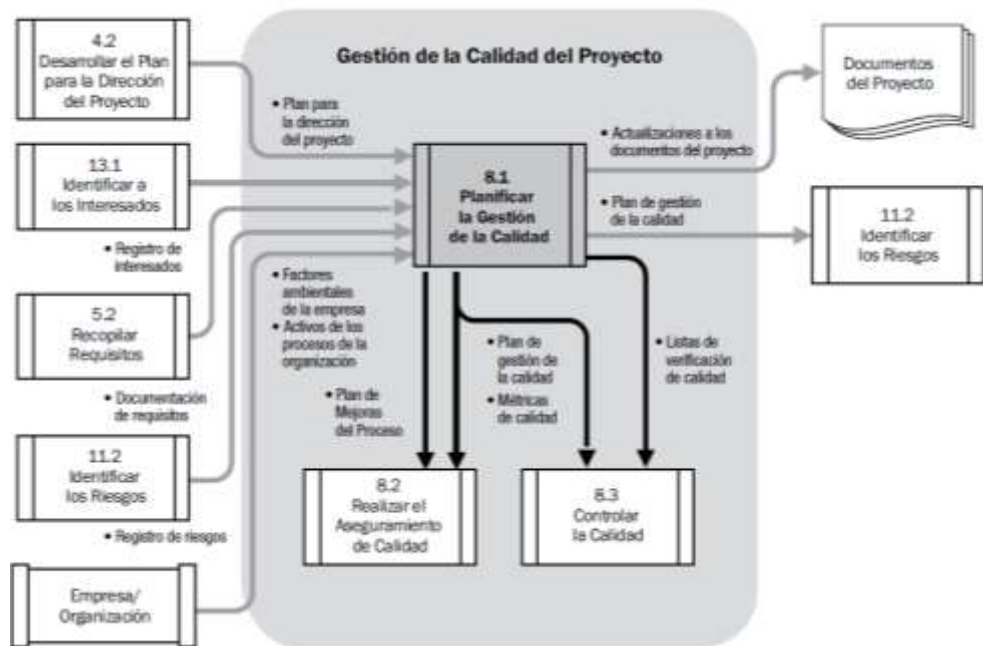 Gestión de la Calidad del Proyecto
4.2
Desarrollar el Plan
para la Dirección
del Proyecto
• Plan para
la dirección
del proyecto
13.1
Identificar a
los Interesados
• Registro de
interesados
5.2
Recopilar
Requisitos
• Documentación
de requisitos
11.2
Identificar
los Riesgos
• Registro de riesgos
Empresa/
Organización
• Factores
ambientales
de la empresa
• Activos de los
procesos de la
organización
8.1
Planificar
la Gestión
de la Calidad
• Actualizaciones a los
documentos del proyecto
Documentos
del Proyecto
• Plan de gestión
de la calidad
11.2
Identificar
los Riesgos
• Plan de
Mejoras
del Proceso
• Plan de
gestión de
la calidad
• Métricas
de calidad
• Listas de
verificación
de calidad
8.2
Realizar el
Aseguramiento
de Calidad
8.3
Controlar
la Calidad